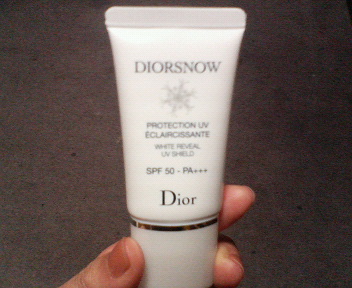 DIORSNOW
PROTECTION UV
ÉCLAIRCISSANTE
WHITE REVEAL
UV SHIELD
SPF 50 - PA+++
Dior